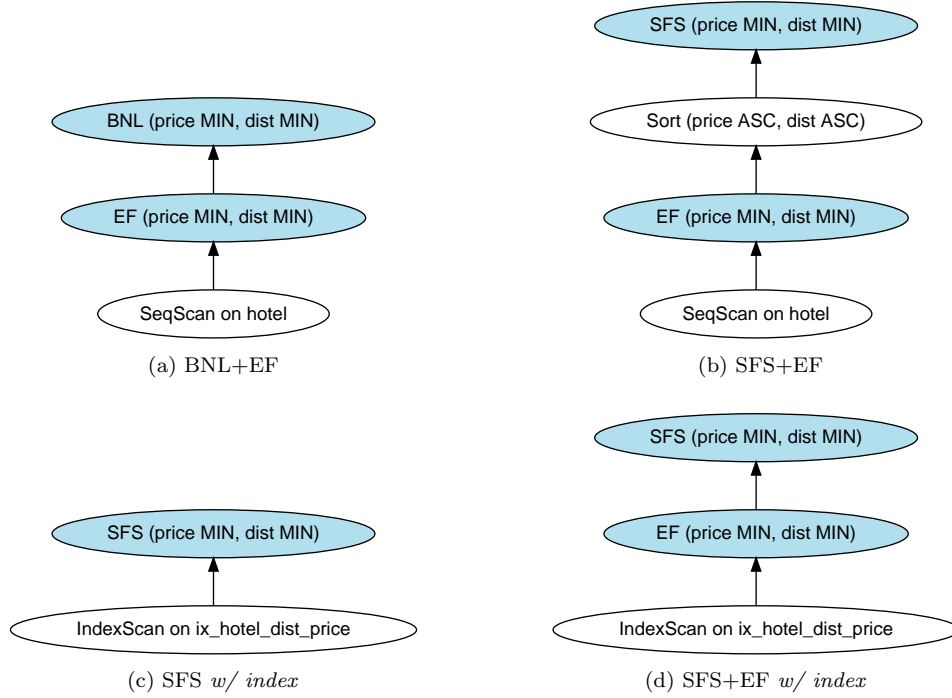 BNL (price MIN, dist MIN)
EF (price MIN, dist MIN)
SeqScan on hotel
(a) BNL+EF
SFS (price MIN, dist MIN)
Sort (price ASC, dist ASC)
EF (price MIN, dist MIN)
SeqScan on hotel
(b) SFS+EF
SFS (price MIN, dist MIN)
IndexScan on ix_hotel_dist_price
(c) SFS w/ index
SFS (price MIN, dist MIN)
EF (price MIN, dist MIN)
IndexScan on ix_hotel_dist_price
(d) SFS+EF w/ index